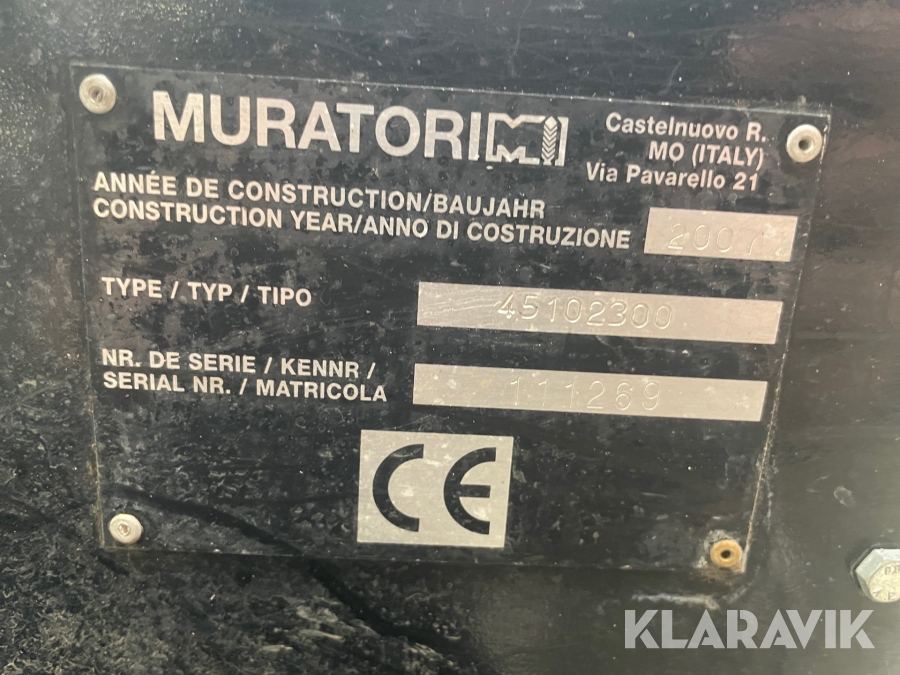 MURATORI MI
Castelnuovo R.
MO (ITALY)
Via Pavarello 21
ANNÉE DE CONSTRUCTION/BAUJAHR
CONSTRUCTION YEAR/ANNO DI COSTRUZIONE
2007
TYPE / TYP / TIPO
45102300
NR. DE SERIE / KENNR /
SERIAL NR. / MATRICOLA
111269
CE
KLARAVIK